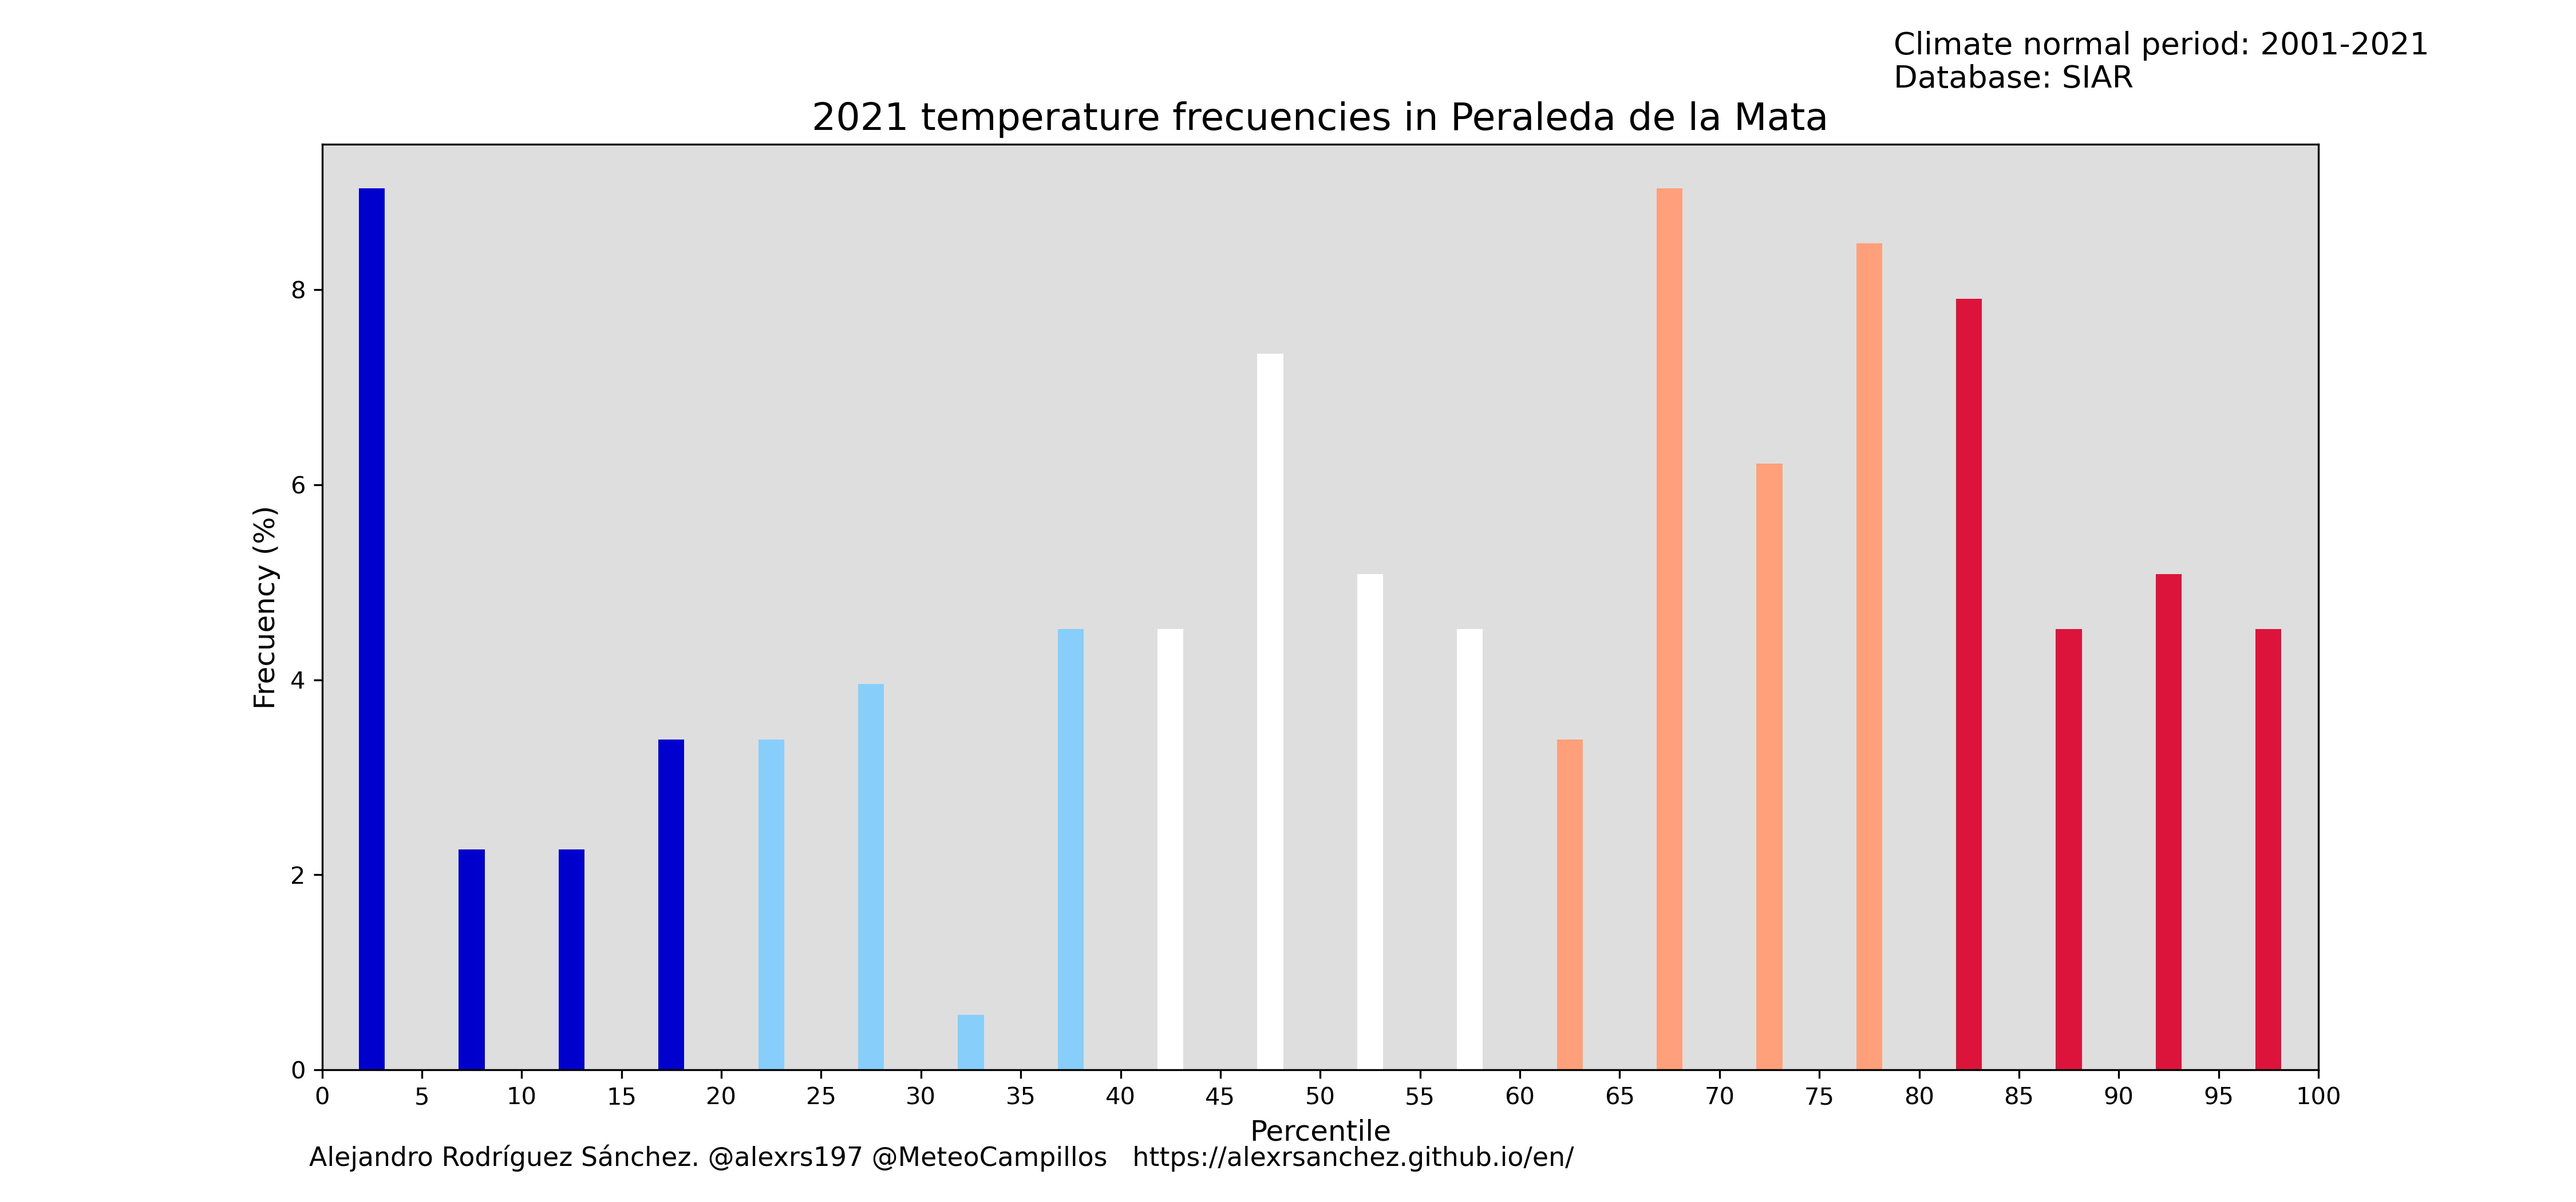 Climate normal period: 2001-2021
Database: SIAR
2021 temperature frecuencies in Peraleda de la Mata
Frecuency (%)
8
6
4
2
0
0 5 10 15 20 25 30 35 40 45 50 55 60 65 70 75 80 85 90 95 100
Percentile
Alejandro Rodríguez Sánchez. @alexrs197 @MeteoCampillos https://alexrsanchez.github.io/en/